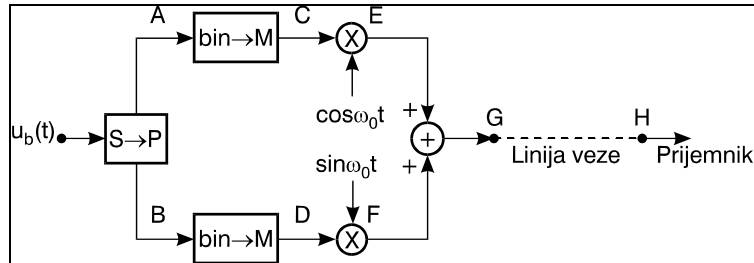 A
bin→M
C
X
E
cosω₀t
u_b(t)
S→P
+
+
+
G
Linija veze
H
Prijemnik
sinω₀t
B
bin→M
D
X
F